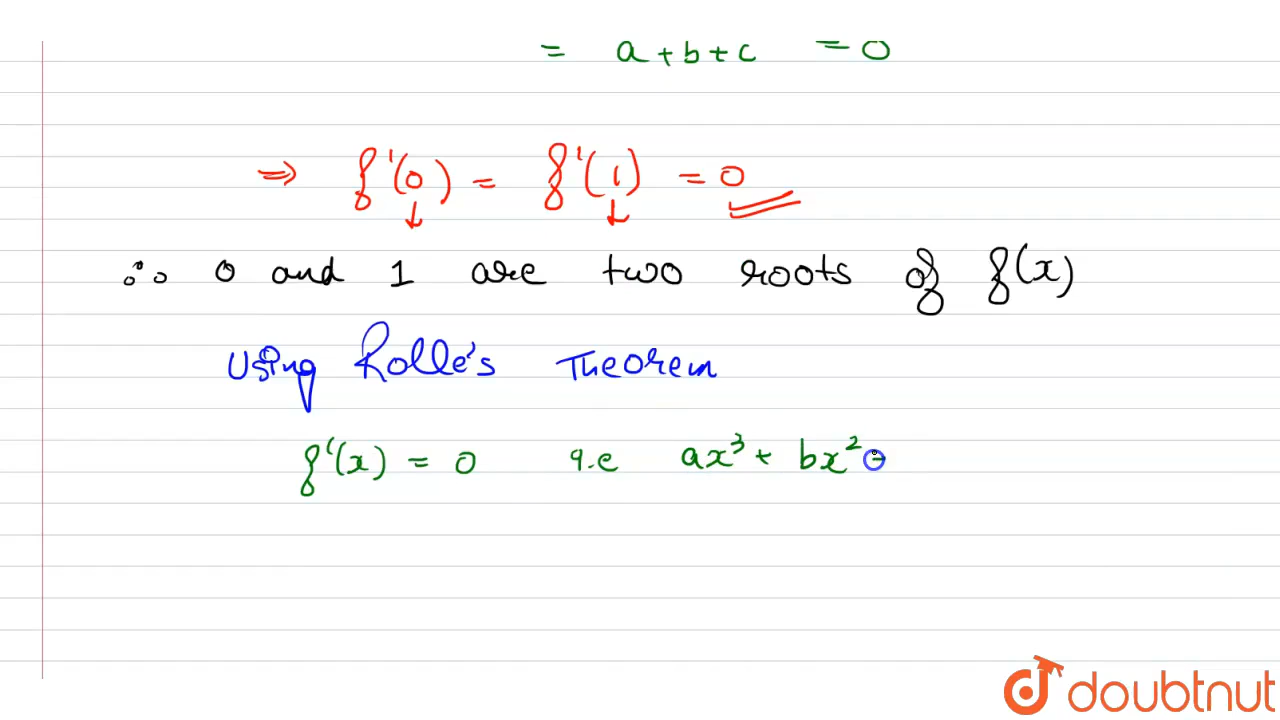 = a + b + c = 0
⇒ f'(0) = f'(1) = 0
∴ 0 and 1 are two roots of f(x)
Using Rolle's Theorem
f'(x) = 0 i.e ax³ + bx²
doubtnut